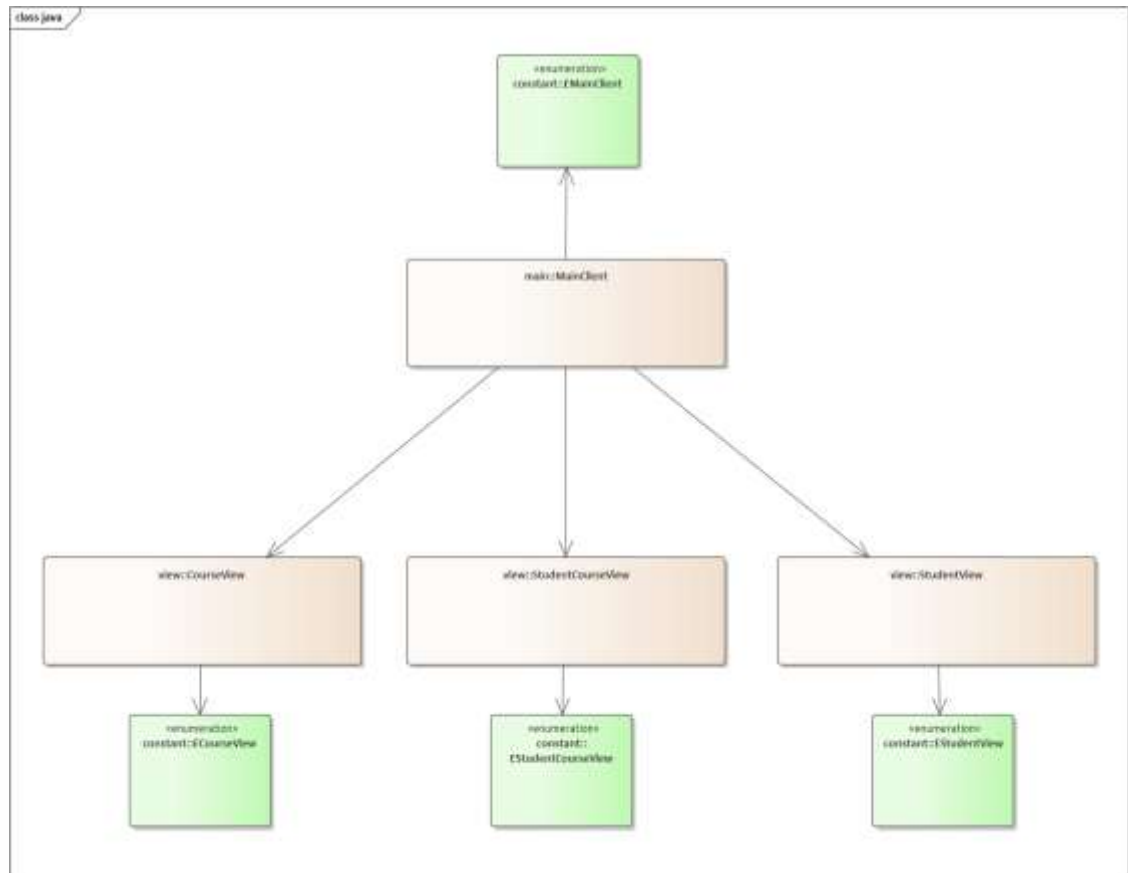 class java
«enumeration»
constant::EMainClient
main::MainClient
view::CourseView
view::StudentCourseView
view::StudentView
«enumeration»
constant::ECourseView
«enumeration»
constant::
EStudentCourseView
«enumeration»
constant::EStudentView